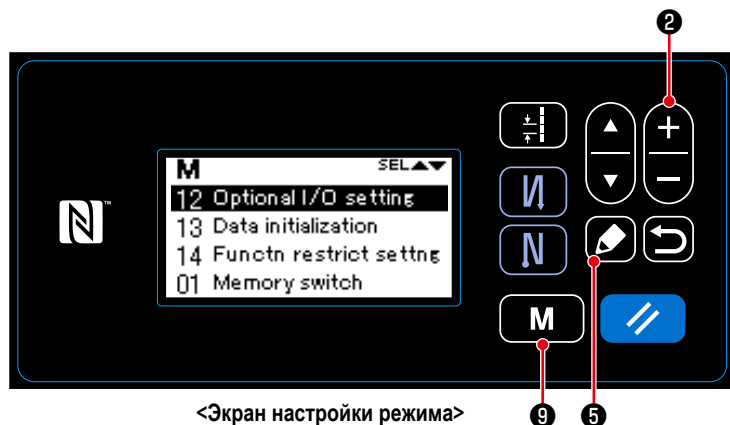 ❷
M SEL▲▼
12 Optional I/O setting
13 Data initialization
14 Functn restrict settng
01 Memory switch
N™
+
−
M
<Экран настройки режима>
❾ ❺